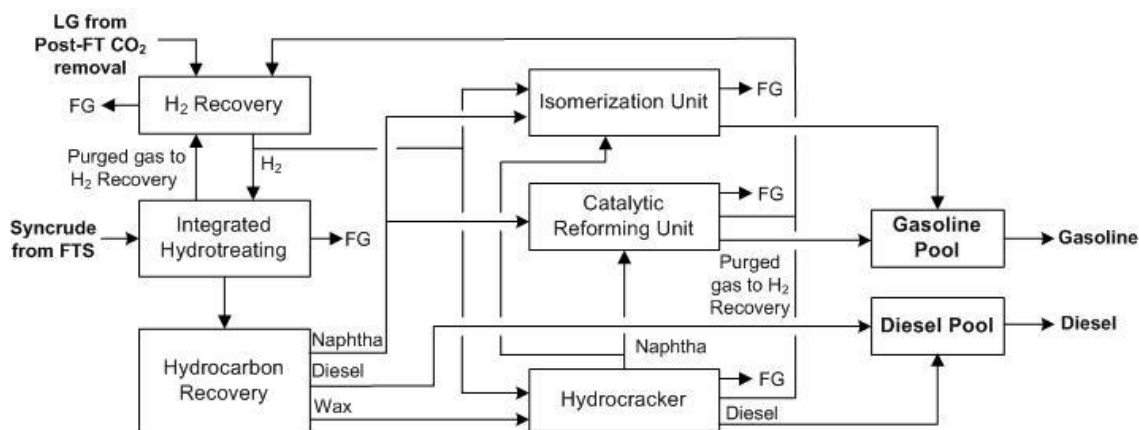 LG from
Post-FT CO₂
removal
FG
H₂ Recovery
Purged gas to
H₂ Recovery
H₂
Syncrude
from FTS
Integrated
Hydrotreating
FG
Hydrocarbon
Recovery
Naphtha
Diesel
Wax
Isomerization Unit
FG
Catalytic
Reforming Unit
FG
Purged
gas to H₂
Recovery
Naphtha
Hydrocracker
FG
Diesel
Gasoline
Pool
Gasoline
Diesel Pool
Diesel